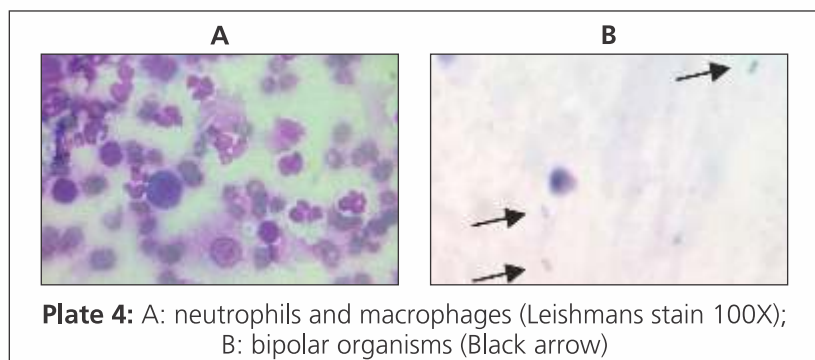 A
B
Plate 4: A: neutrophils and macrophages (Leishmans stain 100X);
B: bipolar organisms (Black arrow)